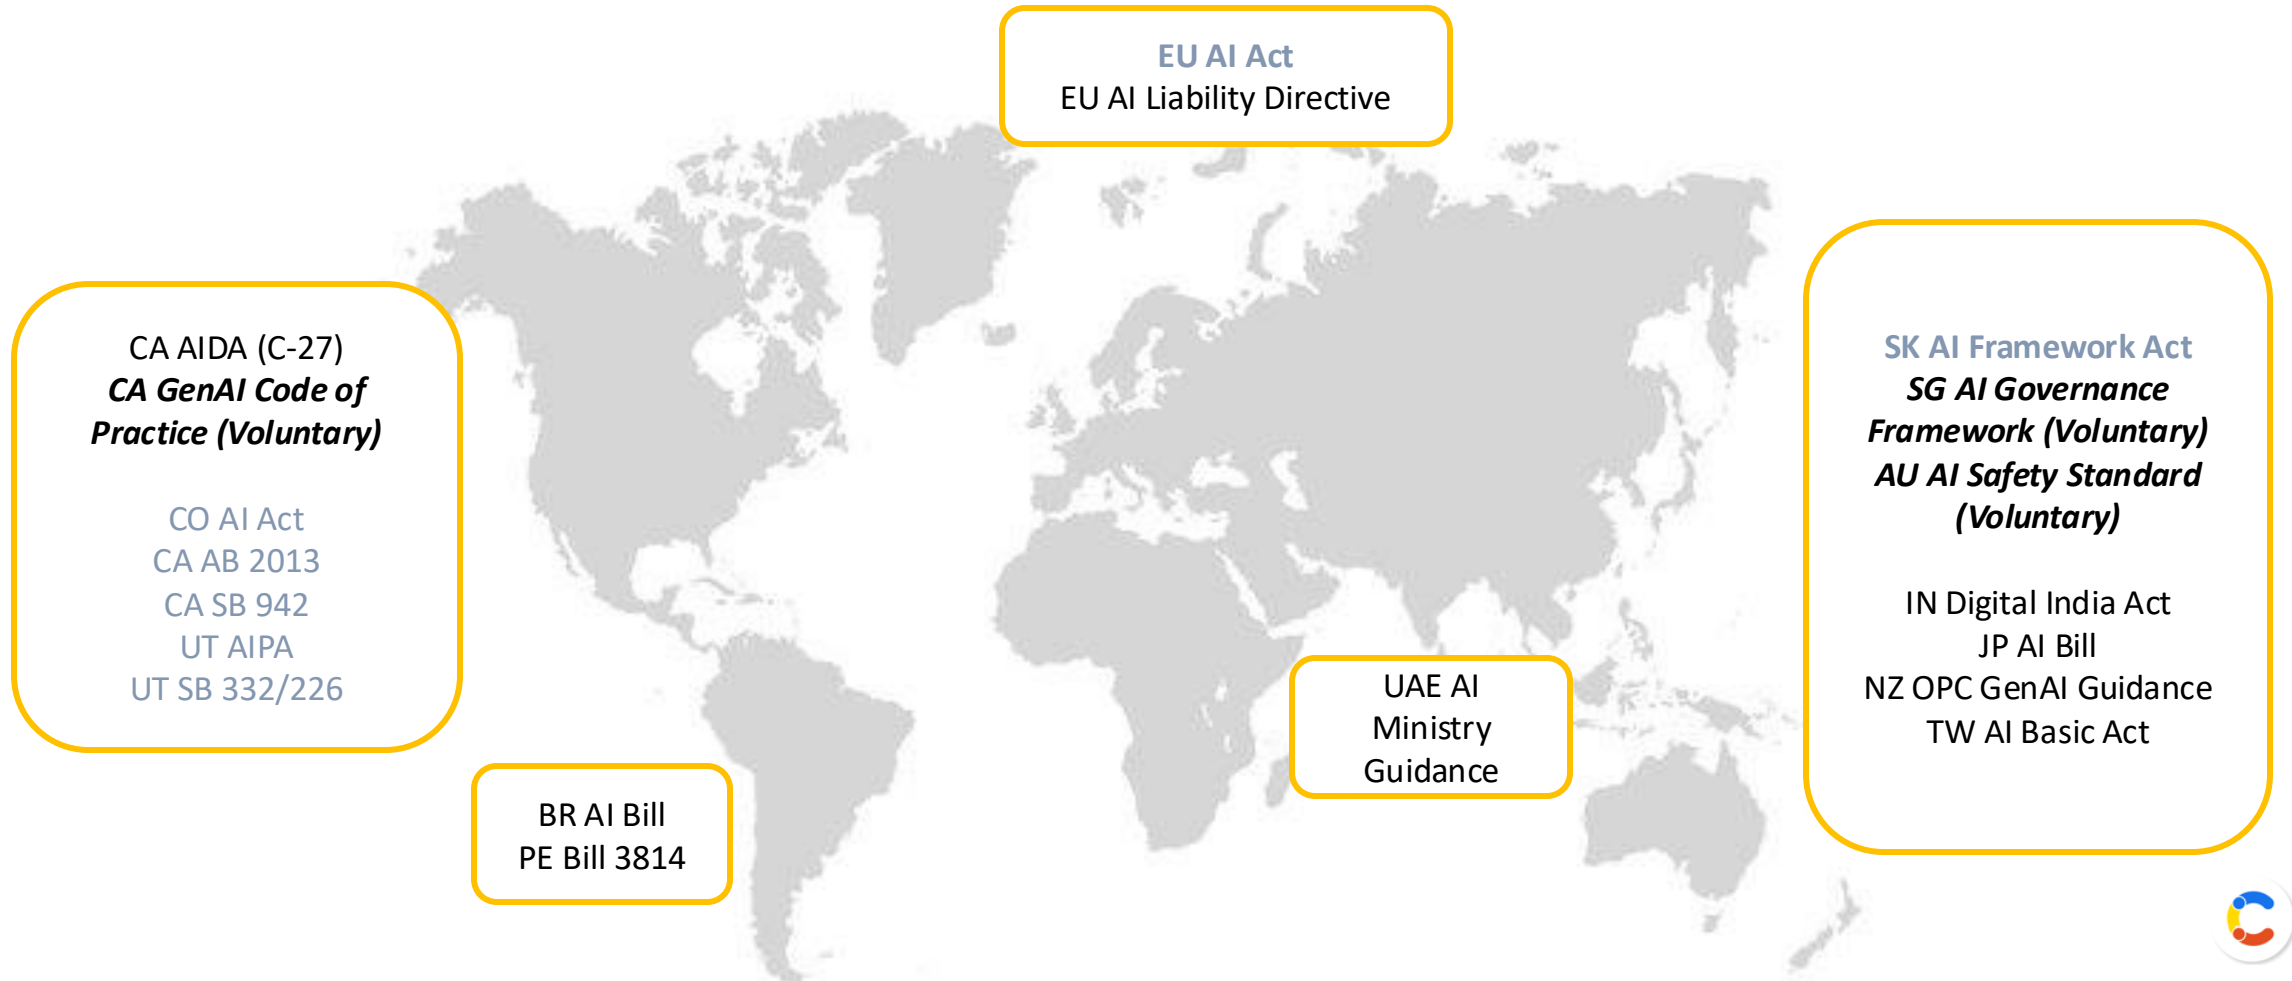 EU AI Act
EU AI Liability Directive
CA AIDA (C-27)
CA GenAI Code of
Practice (Voluntary)
CO AI Act
CA AB 2013
CA SB 942
UT AIPA
UT SB 332/226
BR AI Bill
PE Bill 3814
UAE AI
Ministry
Guidance
SK AI Framework Act
SG AI Governance
Framework (Voluntary)
AU AI Safety Standard
(Voluntary)
IN Digital India Act
JP AI Bill
NZ OPC GenAI Guidance
TW AI Basic Act